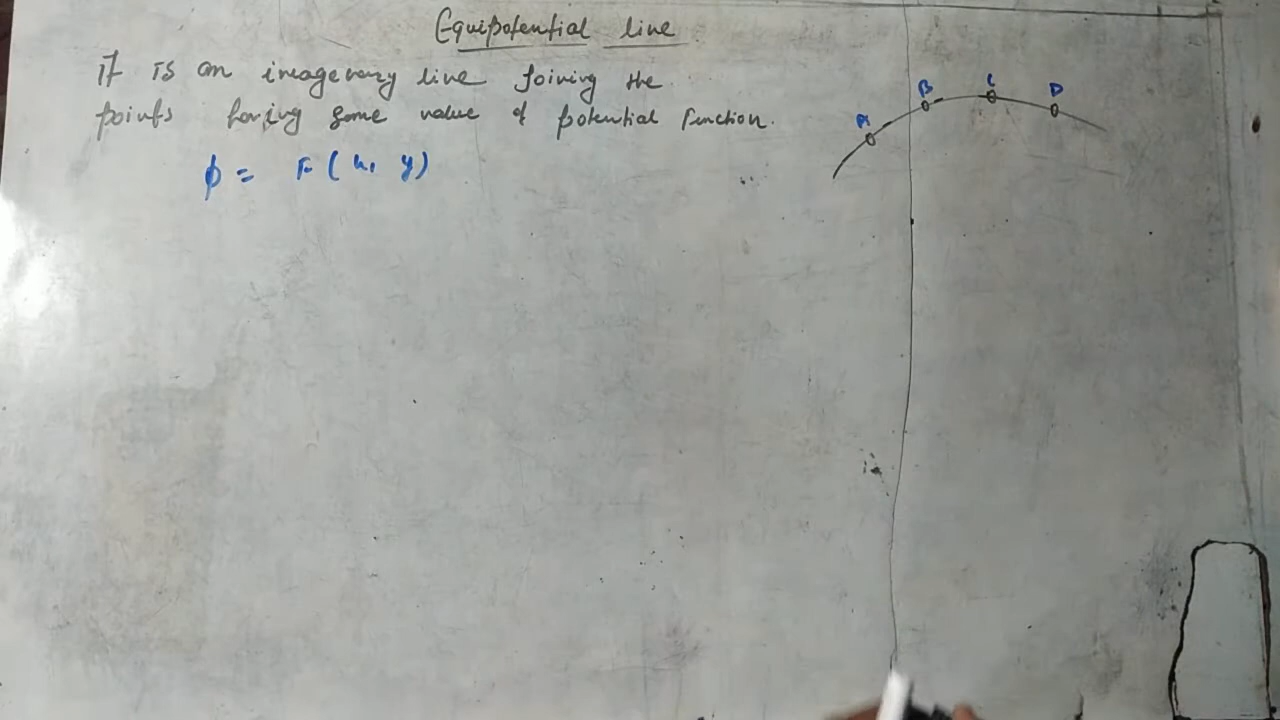 Equipotential line
It is an imagenary line Joining the
points having same value of potential Function.
ϕ = F (x, y)
A B C D